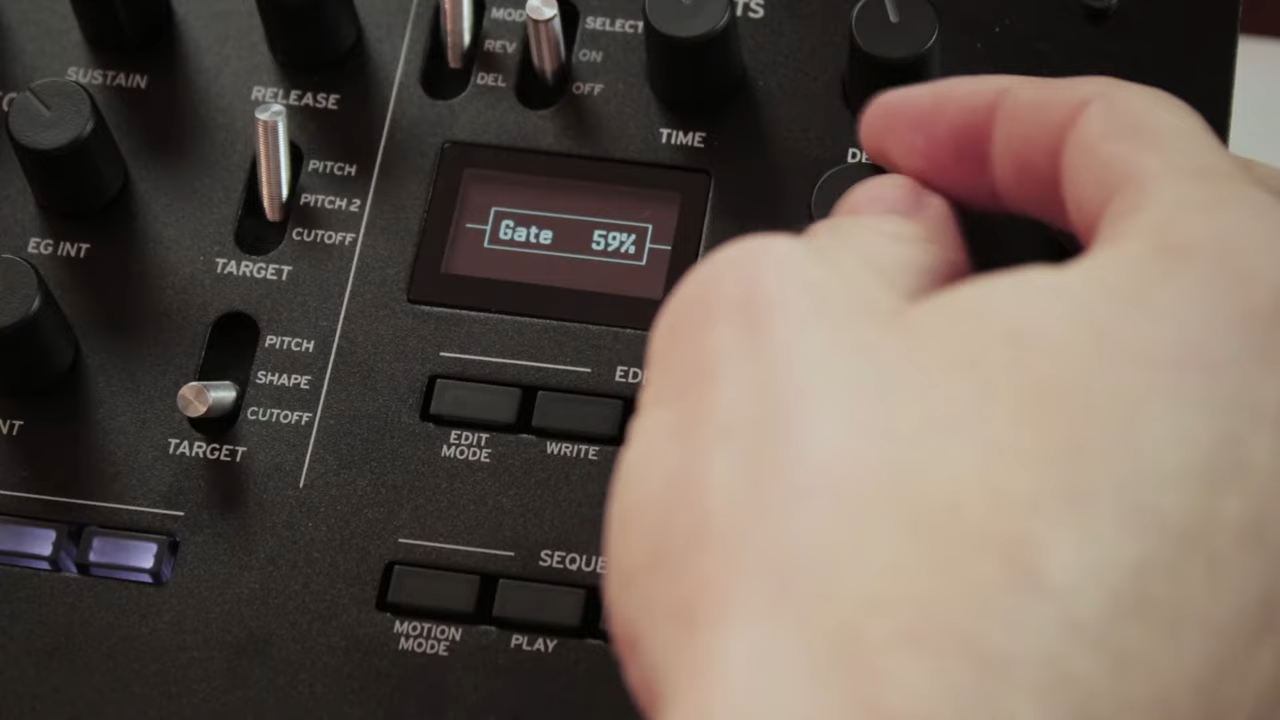 SUSTAIN
RELEASE
PITCH
PITCH 2
CUTOFF
TARGET
EG INT
PITCH
SHAPE
CUTOFF
TARGET
MOD
REV
DEL
SELECT
ON
OFF
TIME
Gate 59%
EDIT
MODE
WRITE
MOTION
MODE
PLAY